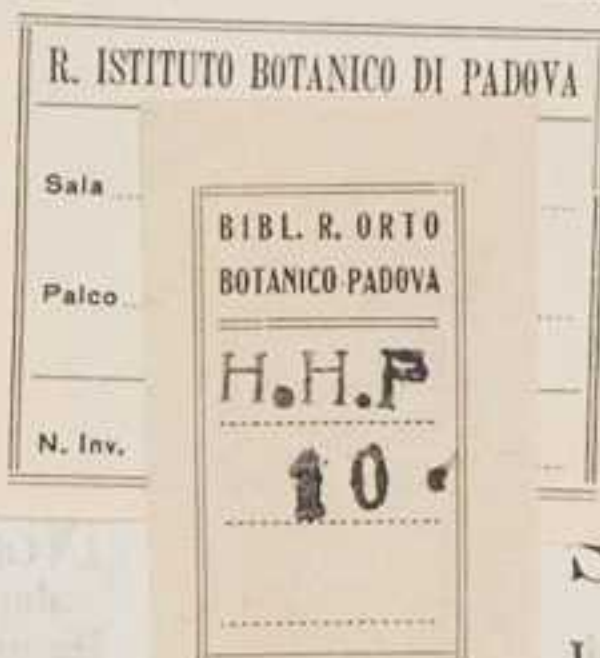 R. ISTITUTO BOTANICO DI PADOVA
Sala
Palco
N. Inv.
BIBL. R. ORTO
BOTANICO-PADOVA
H.H.P
10.